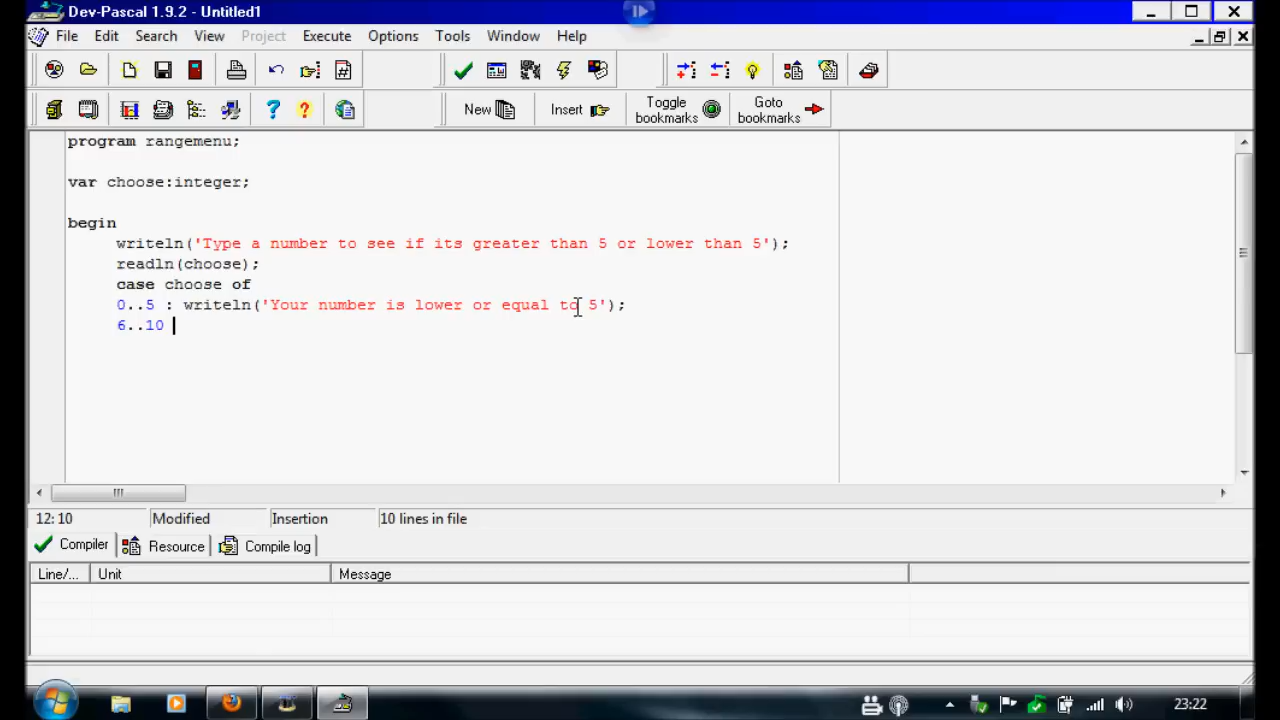 Dev-Pascal 1.9.2 - Untitled1
File Edit Search View Project Execute Options Tools Window Help
New Insert Toggle bookmarks Goto bookmarks
program rangemenu;
var choose:integer;
begin
writeln('Type a number to see if its greater than 5 or lower than 5');
readln(choose);
case choose of
0..5 : writeln('Your number is lower or equal to 5');
6..10
12: 10 Modified Insertion 10 lines in file
Compiler Resource Compile log
Line/... Unit Message
23:22